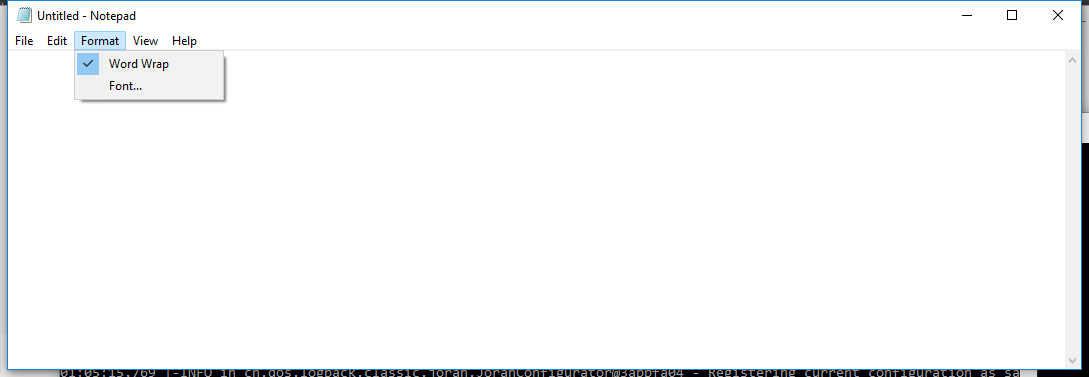 Untitled - Notepad
File Edit Format View Help
Word Wrap
Font...
01:05:15.769 |-INFO in ch.qos.logback.classic.joran.JoranConfigurator@3abbfa04 - Registering current configuration as sa